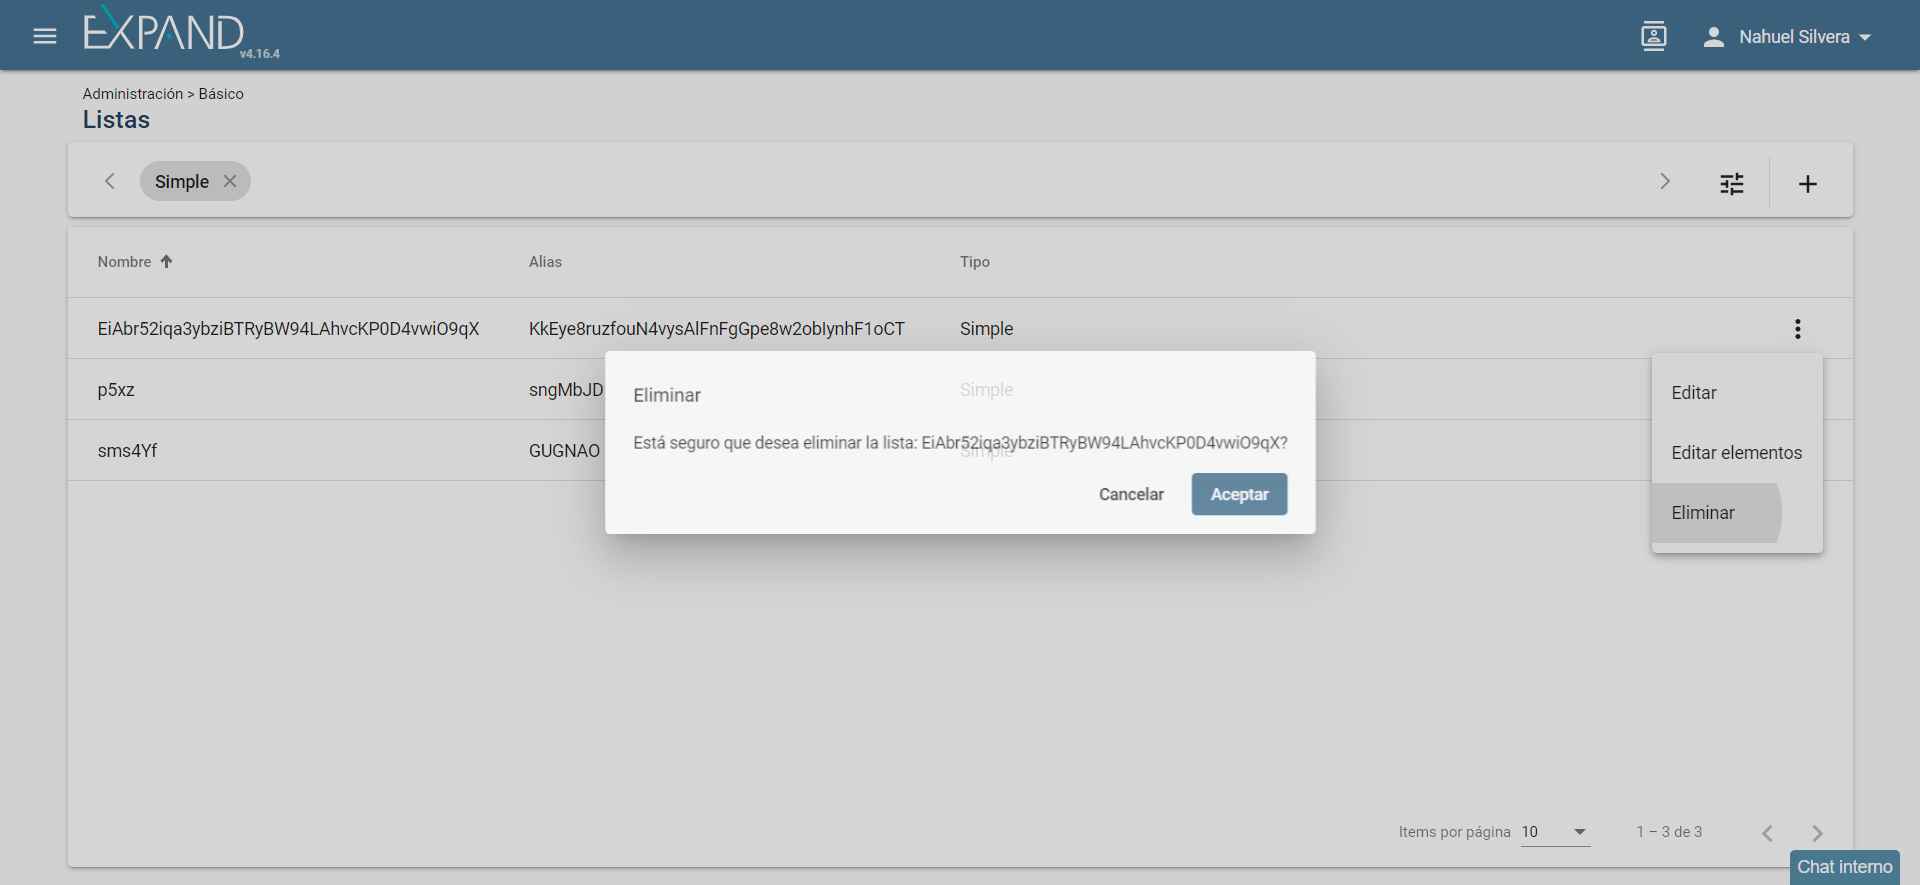 EXPAND
v4.16.4
Nahuel Silvera
Administración > Básico
Listas
Simple
Nombre Alias Tipo
EiAbr52iqa3ybziBTRyBW94LAhvcKP0D4vwiO9qX KkEye8ruzfouN4vysAlFnFgGpe8w2obIynhF1oCT Simple
p5xz sngMbJD Simple
sms4Yf GUGNAO Simple
Eliminar
Está seguro que desea eliminar la lista: EiAbr52iqa3ybziBTRyBW94LAhvcKP0D4vwiO9qX?
Cancelar Aceptar
Editar
Editar elementos
Eliminar
Items por página 10 1 – 3 de 3
Chat interno